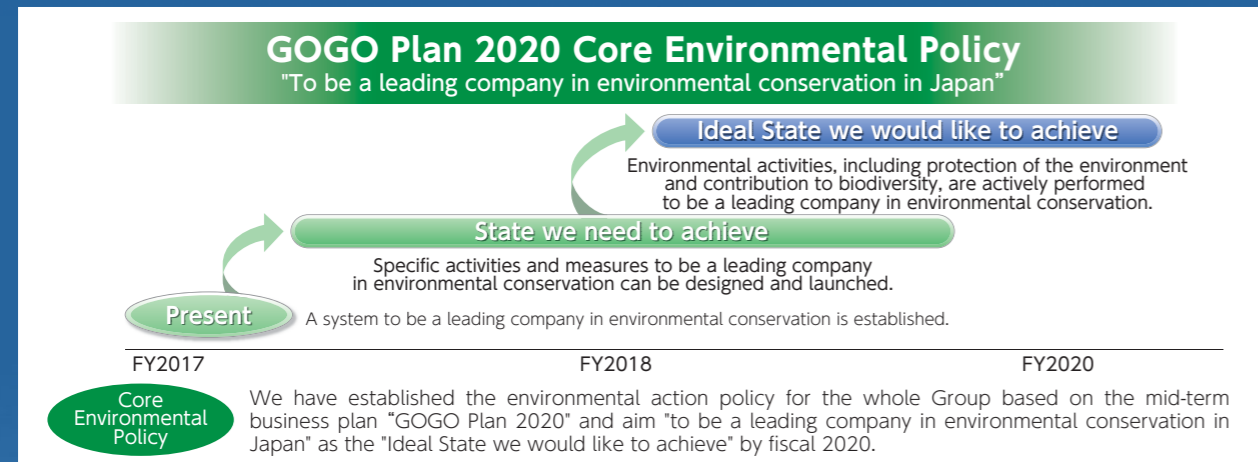 GOGO Plan 2020 Core Environmental Policy
"To be a leading company in environmental conservation in Japan”
Ideal State we would like to achieve
Environmental activities, including protection of the environment
and contribution to biodiversity, are actively performed
to be a leading company in environmental conservation.
State we need to achieve
Specific activities and measures to be a leading company
in environmental conservation can be designed and launched.
Present
A system to be a leading company in environmental conservation is established.
FY2017
FY2018
FY2020
Core
Environmental
Policy
We have established the environmental action policy for the whole Group based on the mid-term
business plan “GOGO Plan 2020" and aim "to be a leading company in environmental conservation in
Japan" as the "Ideal State we would like to achieve" by fiscal 2020.